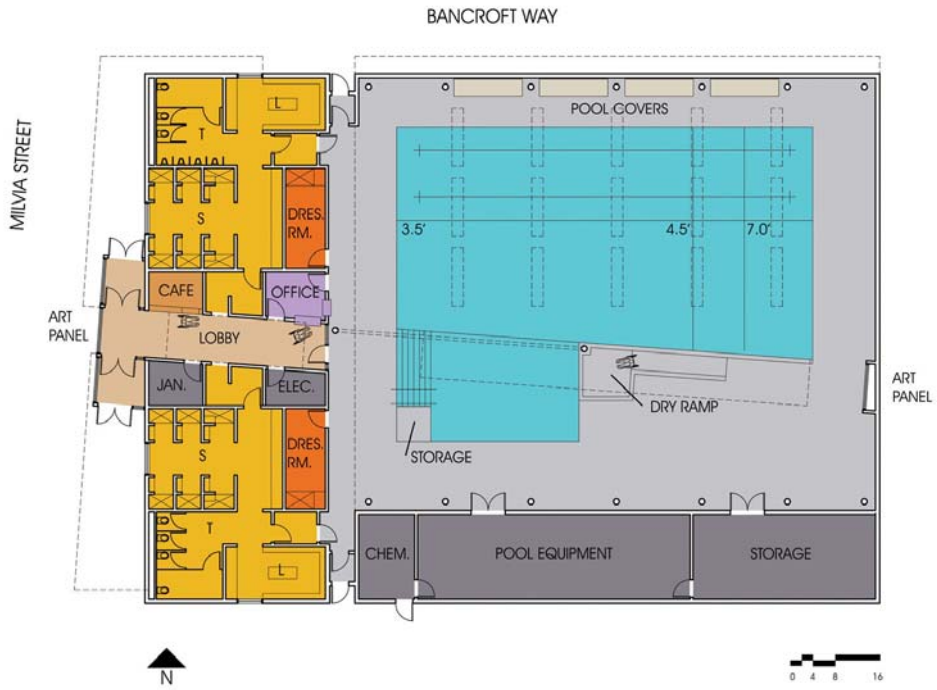 BANCROFT WAY
MILVIA STREET
POOL COVERS
L
T
S
DRES.
RM.
3.5'
4.5'
7.0'
CAFE
OFFICE
ART
PANEL
LOBBY
JAN.
ELEC.
DRY RAMP
ART
PANEL
S
DRES.
RM.
STORAGE
T
L
CHEM.
POOL EQUIPMENT
STORAGE
N
0 4 8 16